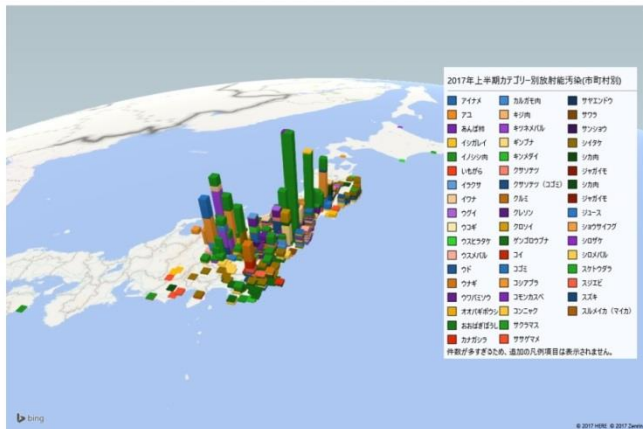 2017年上半期カテゴリー別放射能汚染(市町村別)
アイナメ
アユ
あんぽ柿
イシガレイ
イノシシ肉
いもがら
イラクサ
イワナ
ウグイ
ウコギ
ウスヒラタケ
ウスメバル
ウド
ウナギ
ウワバミソウ
オオバギボウシ
おおばぎぼうし
カナガシラ
カルガモ肉
キジ肉
キツネメバル
ギンブナ
キンメダイ
クサソテツ
クサソテツ（コゴミ）
クルミ
クレソン
クロソイ
ゲンゴロウブナ
コイ
コゴミ
コシアブラ
コモンカスベ
コンニャク
サクラマス
ササゲマメ
サヤエンドウ
サワラ
サンショウ
シイタケ
シカ肉
ジャガイモ
シカ肉
ジャガイモ
ジュース
ショウサイフグ
シロザケ
シロメバル
スケトウダラ
スジエビ
スズキ
スルメイカ（マイカ）
件数が多すぎるため、追加の凡例項目は表示されません。
bing
© 2017 HERE © 2017 Zenrin